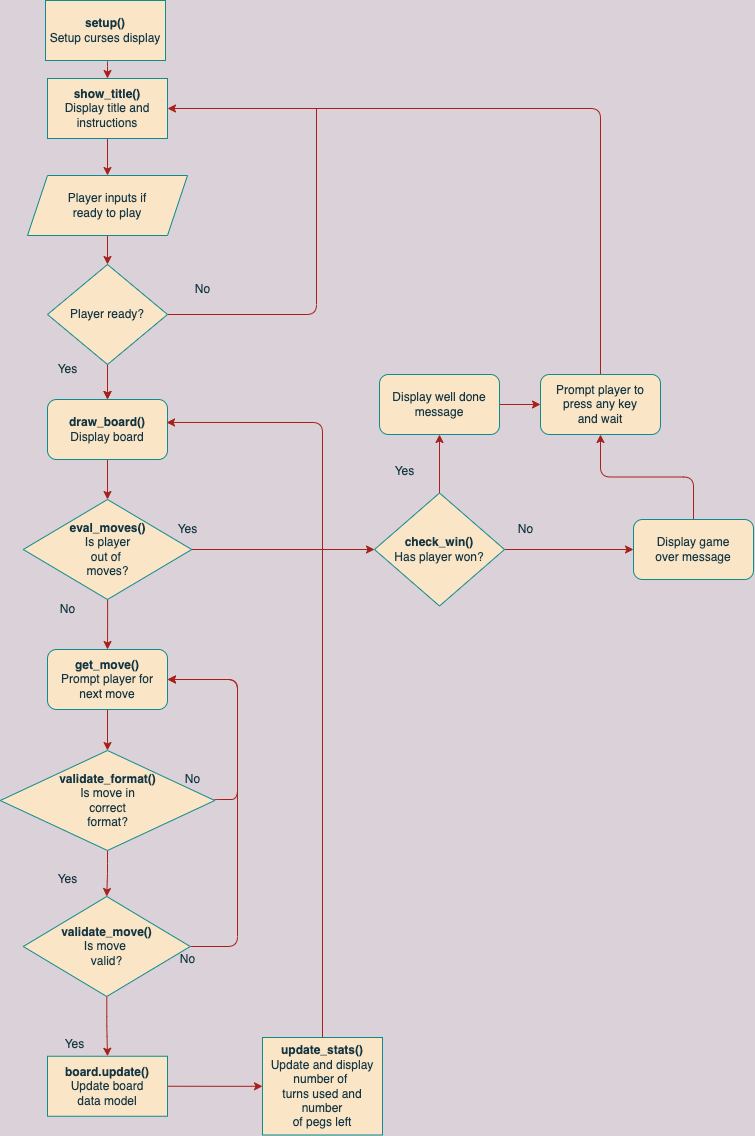 setup()
Setup curses display
show_title()
Display title and
instructions
Player inputs if
ready to play
No
Player ready?
Yes
draw_board()
Display board
Display well done
message
Prompt player to
press any key
and wait
Yes
eval_moves()
Is player
out of
moves?
Yes
check_win()
Has player won?
No
Display game
over message
No
get_move()
Prompt player for
next move
validate_format()
Is move in
correct
format?
No
Yes
validate_move()
Is move
valid?
No
Yes
board.update()
Update board
data model
update_stats()
Update and display
number of
turns used and
number
of pegs left